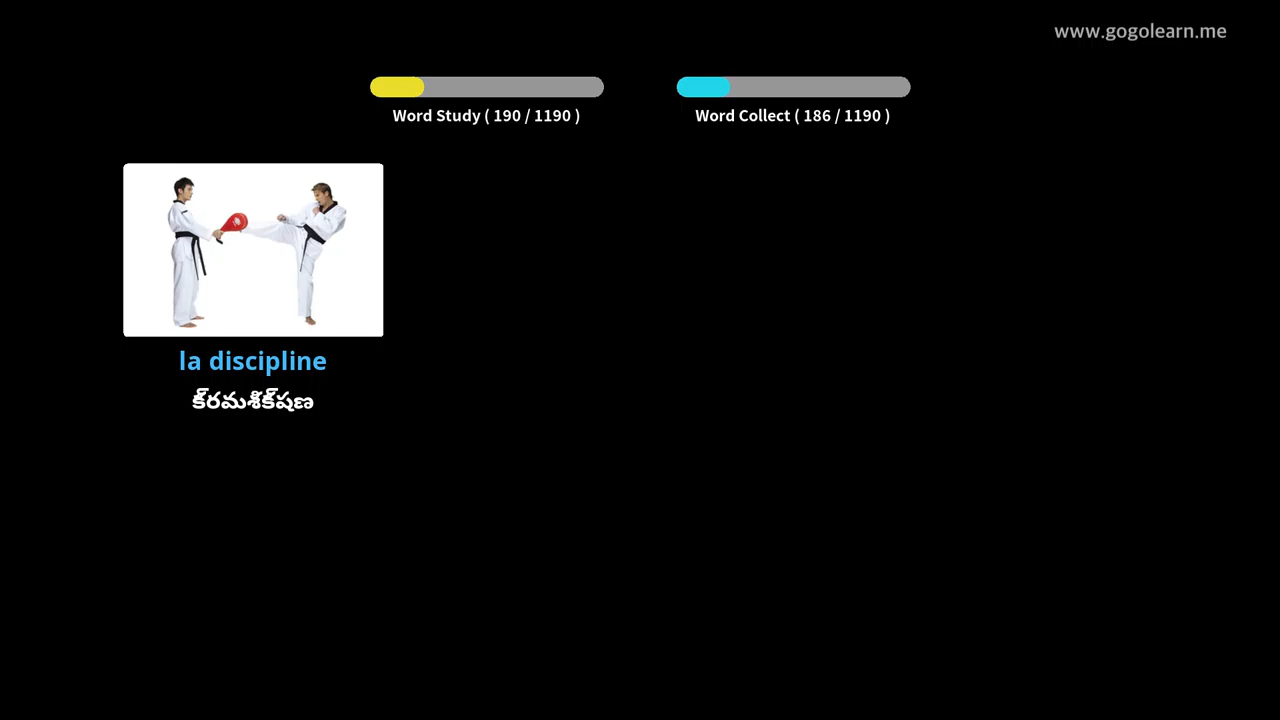 www.gogolearn.me
Word Study ( 190 / 1190 )
Word Collect ( 186 / 1190 )
la discipline
క్రమశిక్షణ